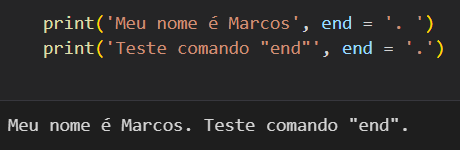 print('Meu nome é Marcos', end = '. ')
print('Teste comando "end"', end = '.')
Meu nome é Marcos. Teste comando "end".